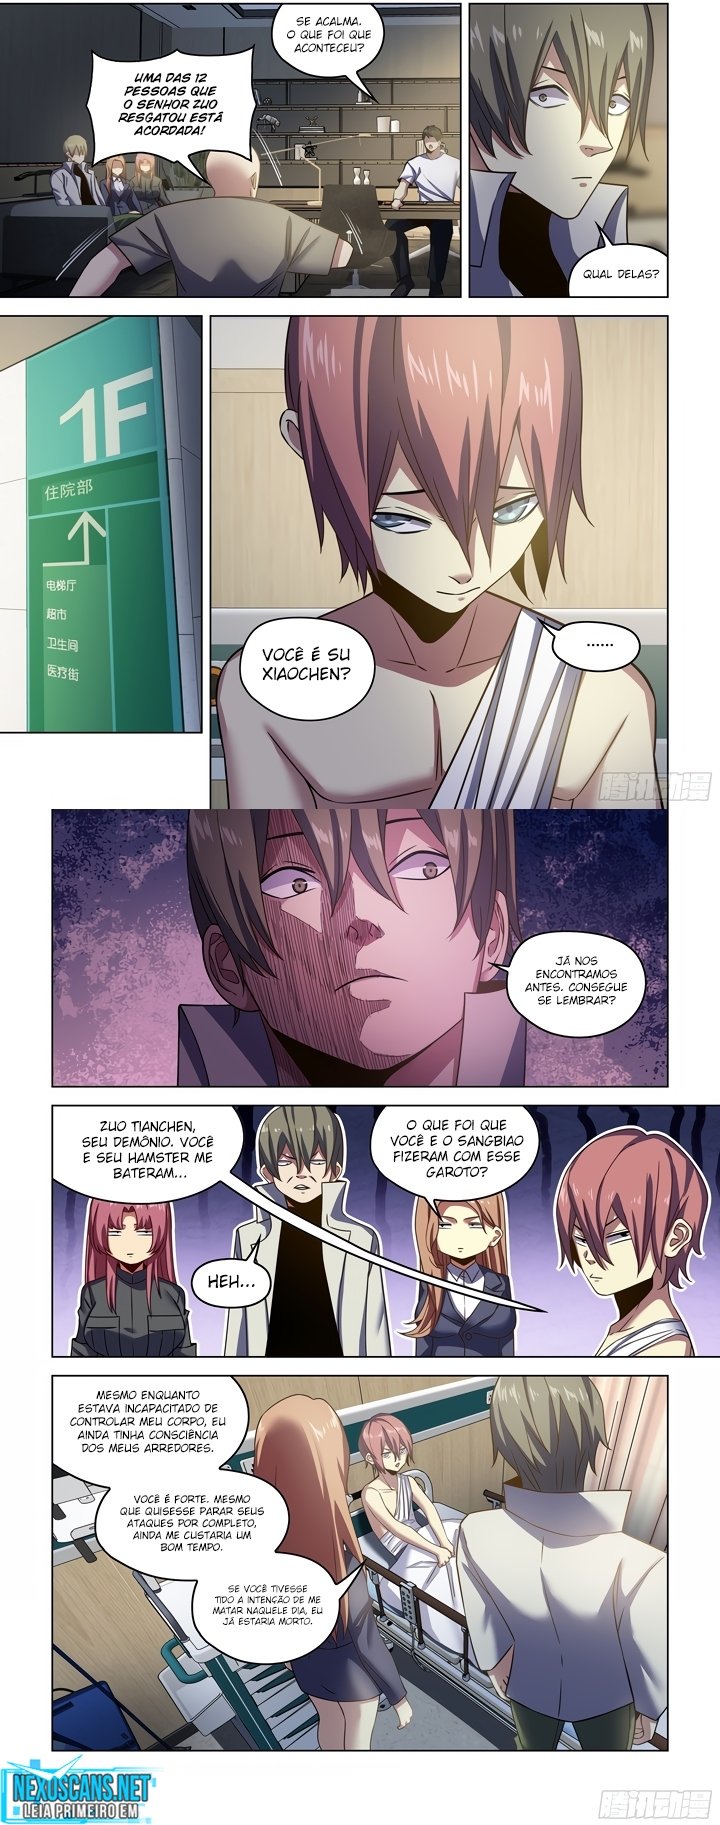 SE ACALMA.
O QUE FOI QUE
ACONTECEU?
UMA DAS 12
PESSOAS QUE
O SENHOR ZUO
RESGATOU ESTÁ
ACORDADA!
QUAL DELAS?
1F
住院部
电梯厅
超市
卫生间
医疗街
VOCÊ É SU
XIAOCHEN?
......
腾讯动漫
JÁ NOS
ENCONTRAMOS
ANTES. CONSEGUE
SE LEMBRAR?
ZUO TIANCHEN,
SEU DEMÔNIO. VOCÊ
E SEU HAMSTER ME
BATERAM...
O QUE FOI QUE
VOCÊ E O SANGBIAO
FIZERAM COM ESSE
GAROTO?
HEH...
MESMO ENQUANTO
ESTAVA INCAPACITADO DE
CONTROLAR MEU CORPO, EU
AINDA TINHA CONSCIÊNCIA
DOS MEUS ARREDORES.
VOCÊ É FORTE. MESMO
QUE QUISESSE PARAR SEUS
ATAQUES POR COMPLETO,
AINDA ME CUSTARIA UM
BOM TEMPO.
SE VOCÊ TIVESSE
TIDO A INTENÇÃO DE ME
MATAR NAQUELE DIA, EU
JÁ ESTARIA MORTO.
NEXOSCANS.NET
LEIA PRIMEIRO EM
腾讯动漫